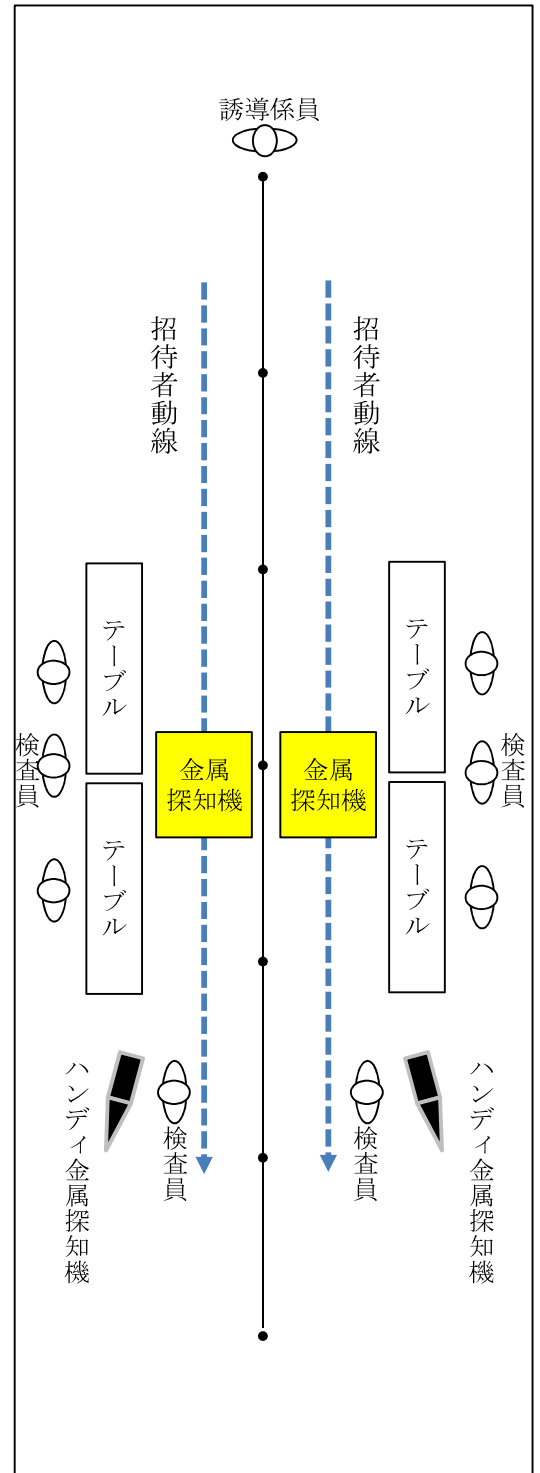 誘導係員
招待者動線
招待者動線
テーブル
テーブル
検査員
検査員
金属
探知機
金属
探知機
テーブル
テーブル
ハンディ金属探知機
検査員
検査員
ハンディ金属探知機